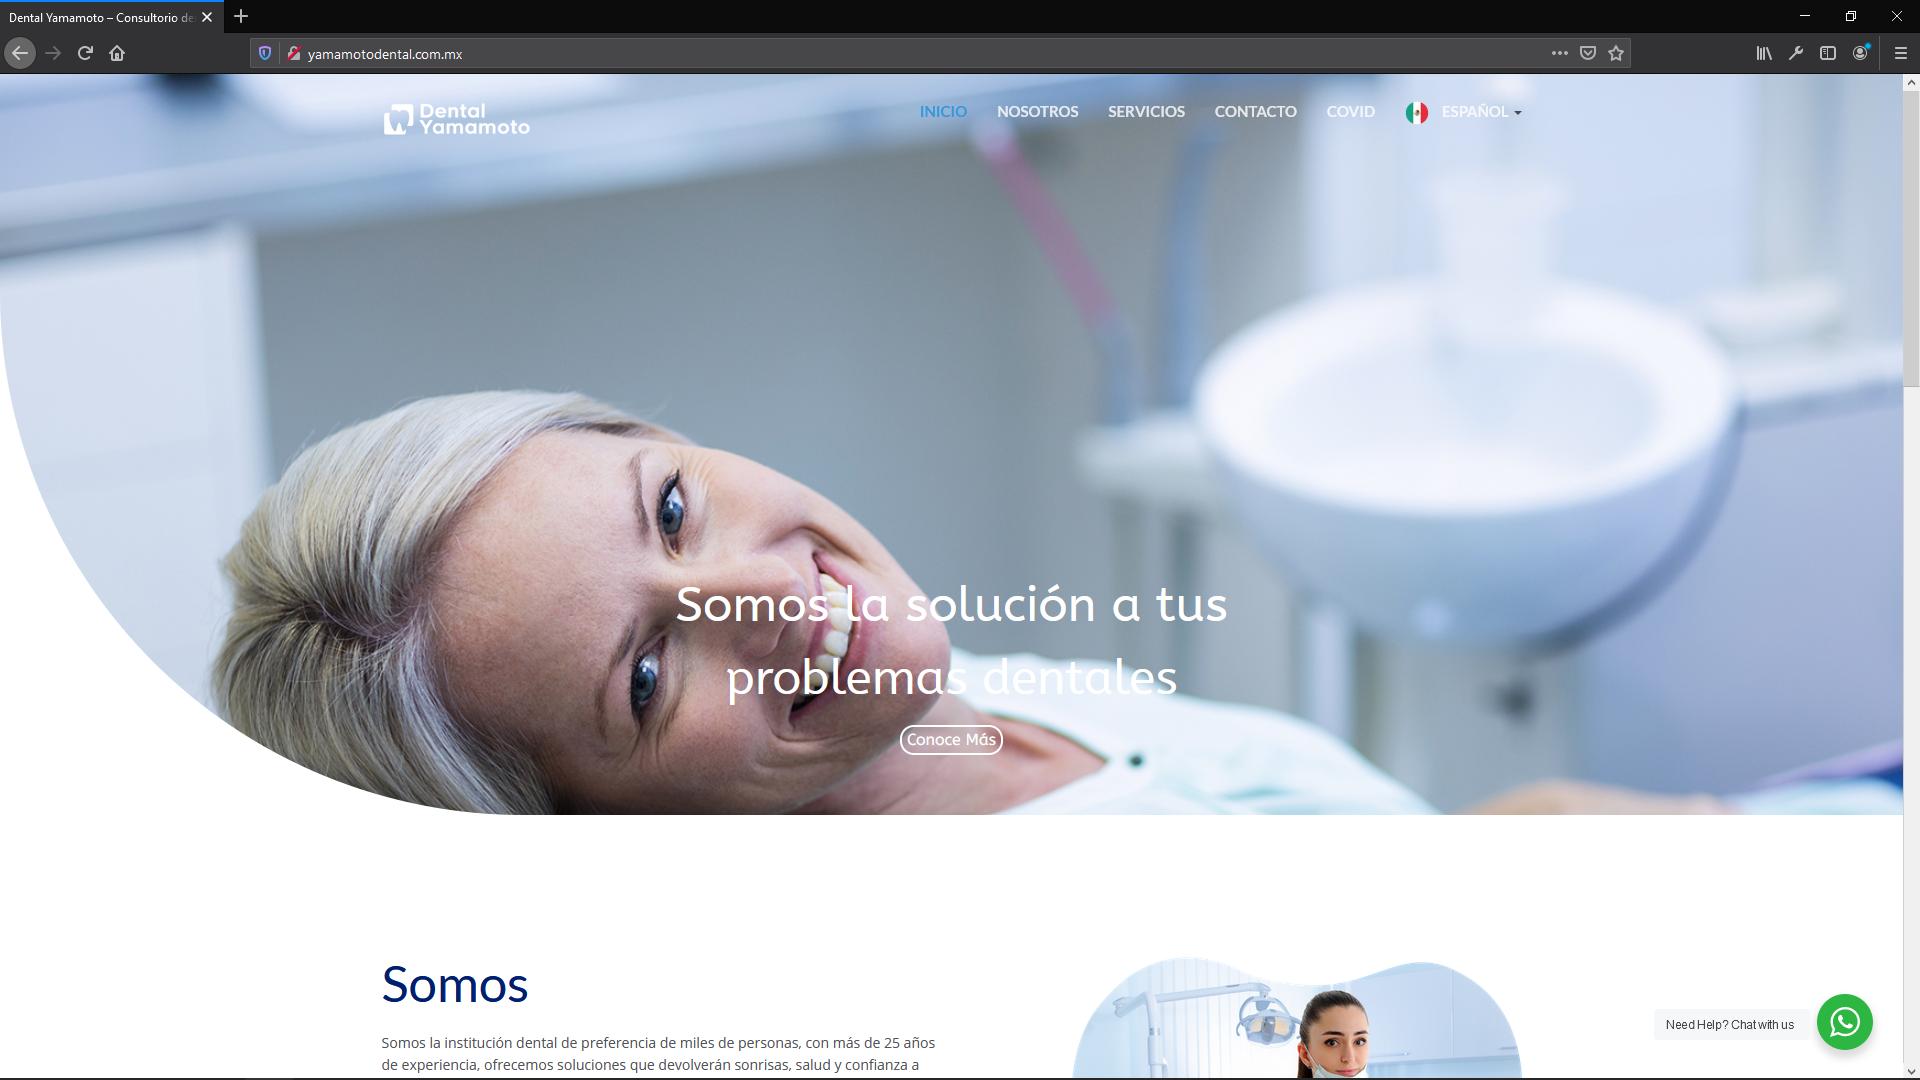 Dental Yamamoto – Consultorio de
yamamotodental.com.mx
Dental
Yamamoto
INICIO NOSOTROS SERVICIOS CONTACTO COVID ESPAÑOL
Somos la solución a tus
problemas dentales
Conoce Más
Somos
Somos la institución dental de preferencia de miles de personas, con más de 25 años
de experiencia, ofrecemos soluciones que devolverán sonrisas, salud y confianza a
Need Help? Chat with us